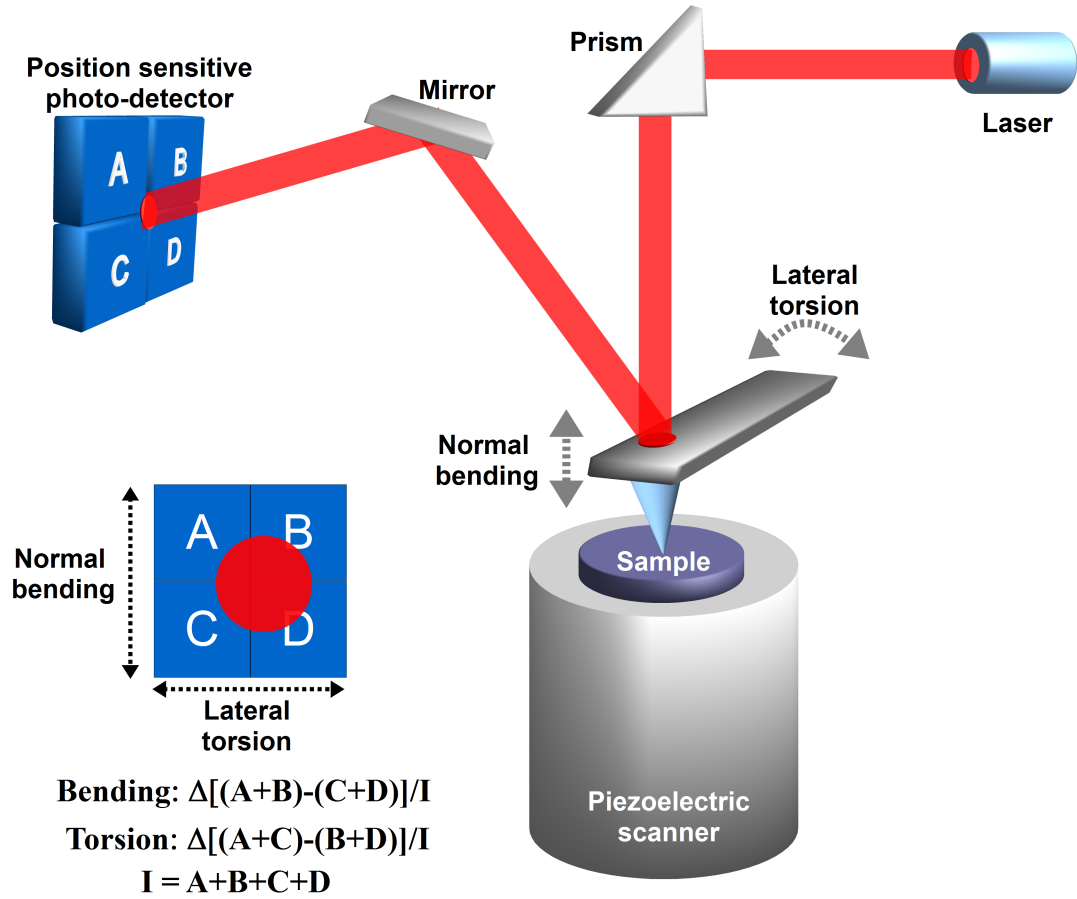 Prism
Laser
Mirror
Position sensitive
photo-detector
A
B
C
D
Lateral
torsion
Normal
bending
Sample
Piezoelectric
scanner
Normal
bending
A
B
C
D
Lateral
torsion
Bending: Δ[(A+B)-(C+D)]/I
Torsion: Δ[(A+C)-(B+D)]/I
I = A+B+C+D